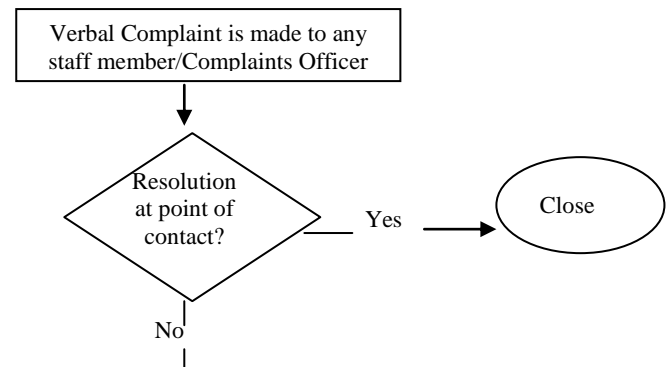 Verbal Complaint is made to any
staff member/Complaints Officer
Resolution
at point of
contact?
Yes
Close
No